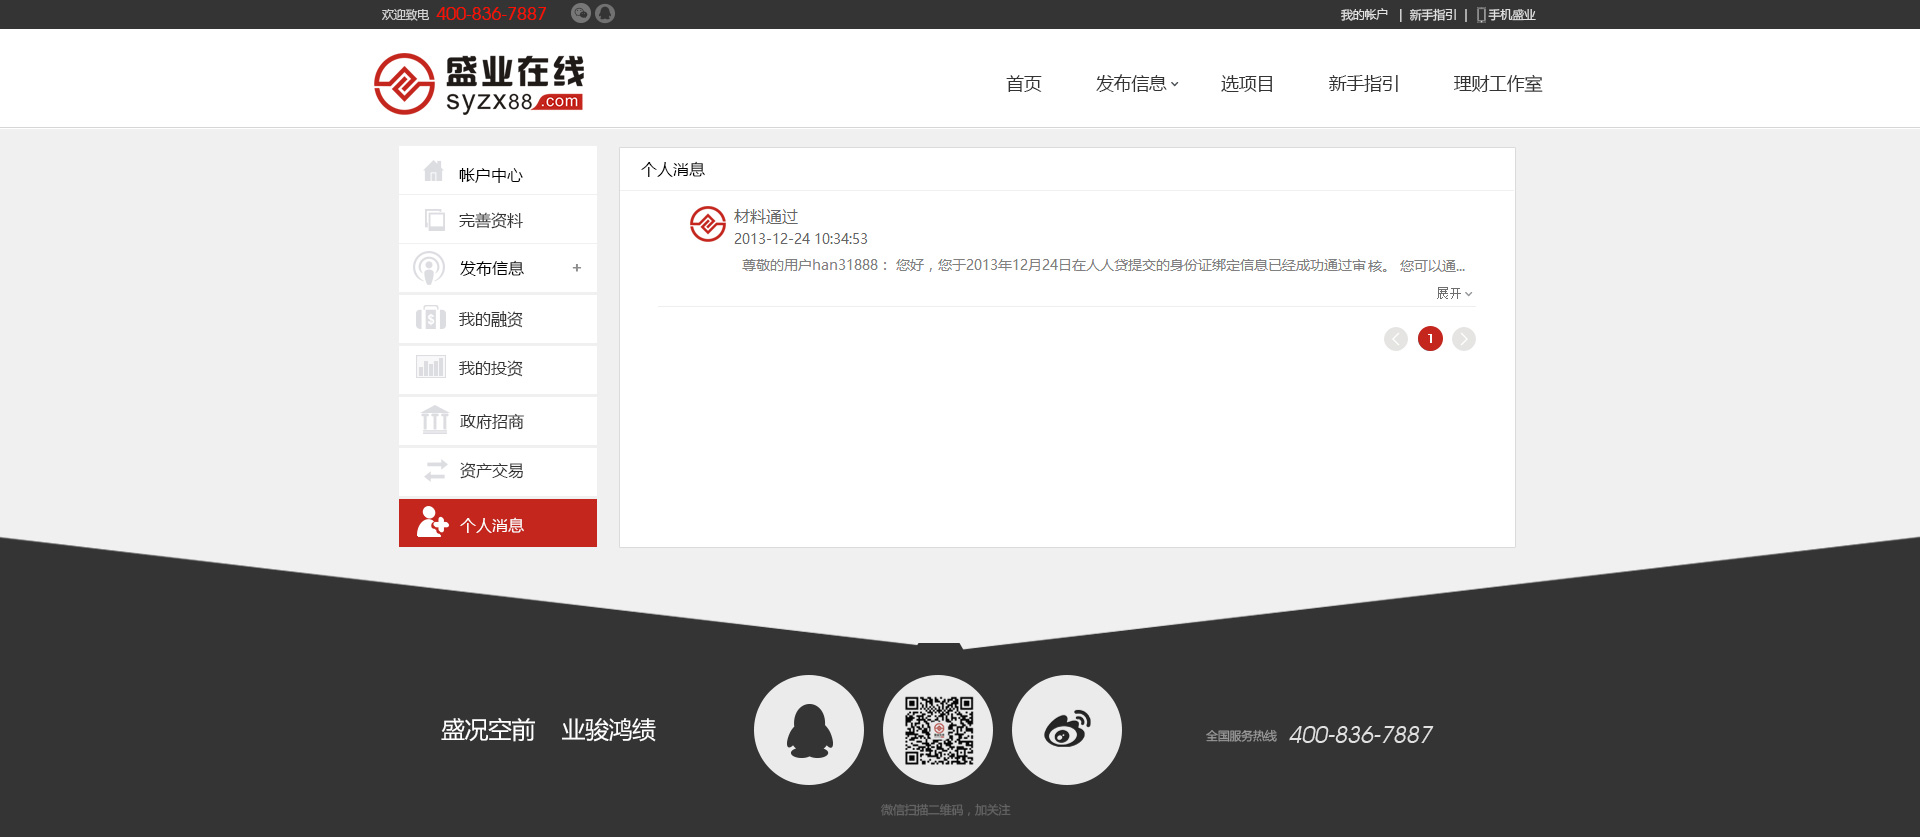 欢迎致电 400-836-7887
我的帐户 | 新手指引 | 手机盛业
盛业在线
syzx88.com
首页 发布信息 选项目 新手指引 理财工作室
帐户中心
完善资料
发布信息 +
我的融资
我的投资
政府招商
资产交易
个人消息
个人消息
材料通过
2013-12-24 10:34:53
尊敬的用户han31888： 您好，您于2013年12月24日在人人贷提交的身份证绑定信息已经成功通过审核。 您可以通...
展开
1
盛况空前 业骏鸿绩
全国服务热线 400-836-7887
微信扫描二维码，加关注